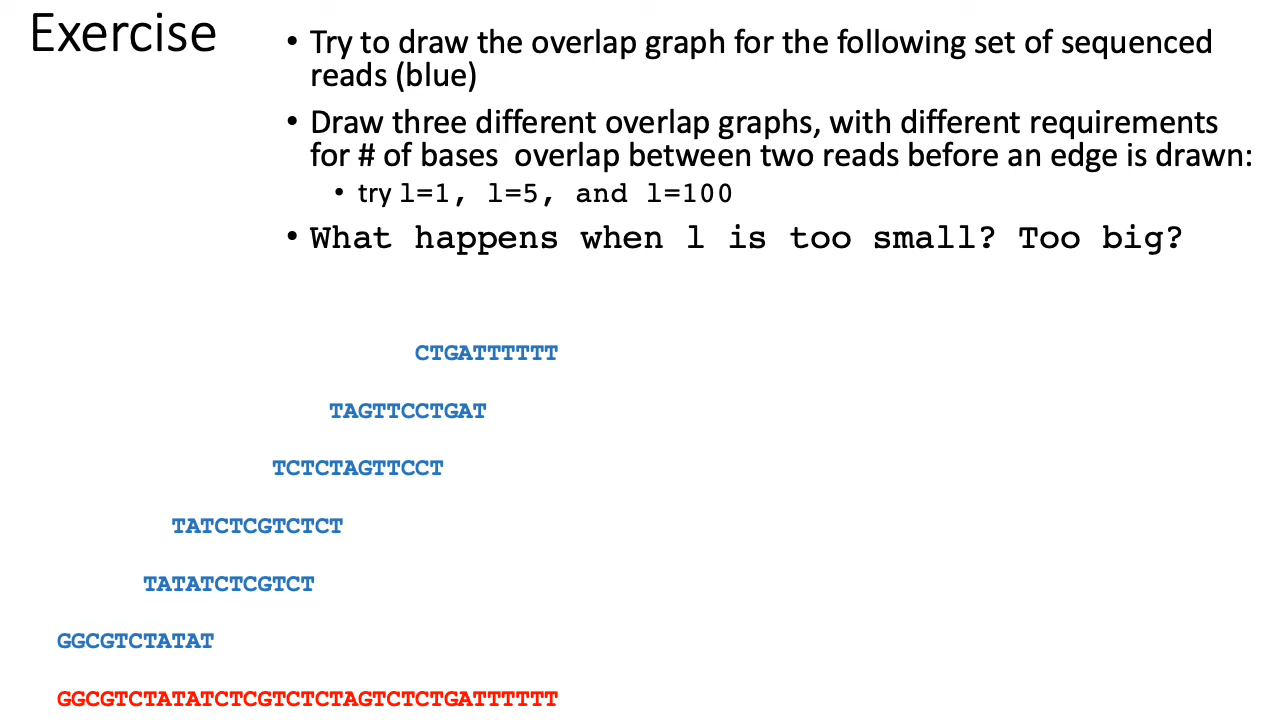 Exercise
• Try to draw the overlap graph for the following set of sequenced
reads (blue)
• Draw three different overlap graphs, with different requirements
for # of bases overlap between two reads before an edge is drawn:
• try l=1, l=5, and l=100
• What happens when l is too small? Too big?
CTGATTTTTT
TAGTTCCTGAT
TCTCTAGTTCCT
TATCTCGTCTCT
TATATCTCGTCT
GGCGTCTATAT
GGCGTCTATATCTCGTCTCTAGTCTCTGATTTTTT